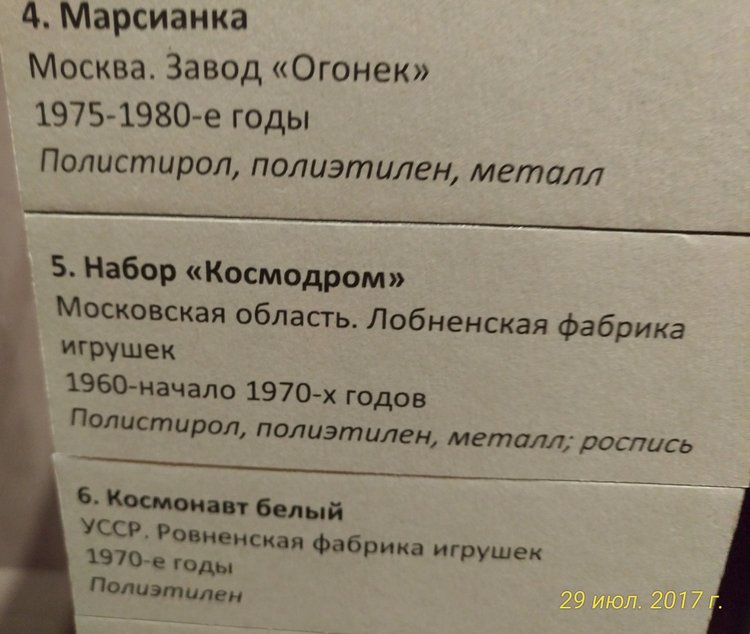 4. Марсианка
Москва. Завод «Огонек»
1975-1980-е годы
Полистирол, полиэтилен, металл
5. Набор «Космодром»
Московская область. Лобненская фабрика
игрушек
1960-начало 1970-х годов
Полистирол, полиэтилен, металл; роспись
6. Космонавт белый
УССР. Ровненская фабрика игрушек
1970-е годы
Полиэтилен
29 июл. 2017 г.